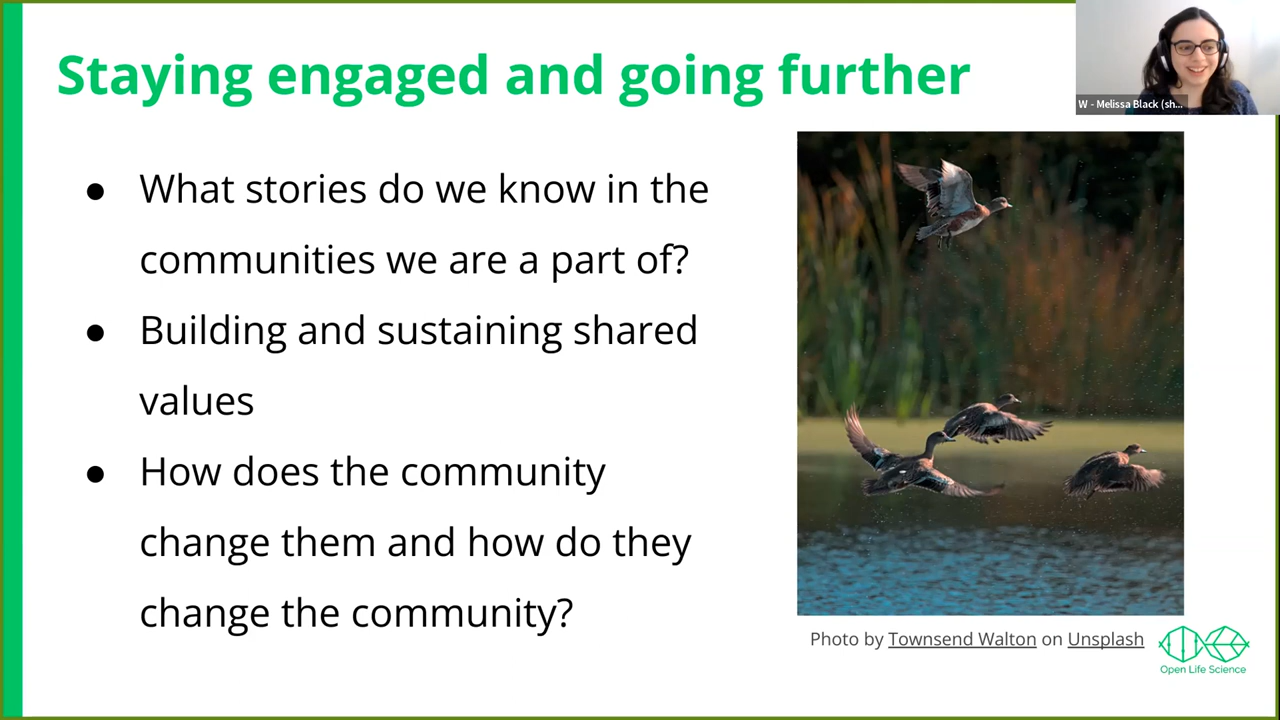 Staying engaged and going further
W - Melissa Black (sh...
● What stories do we know in the
communities we are a part of?
● Building and sustaining shared
values
● How does the community
change them and how do they
change the community?
Photo by Townsend Walton on Unsplash
Open Life Science